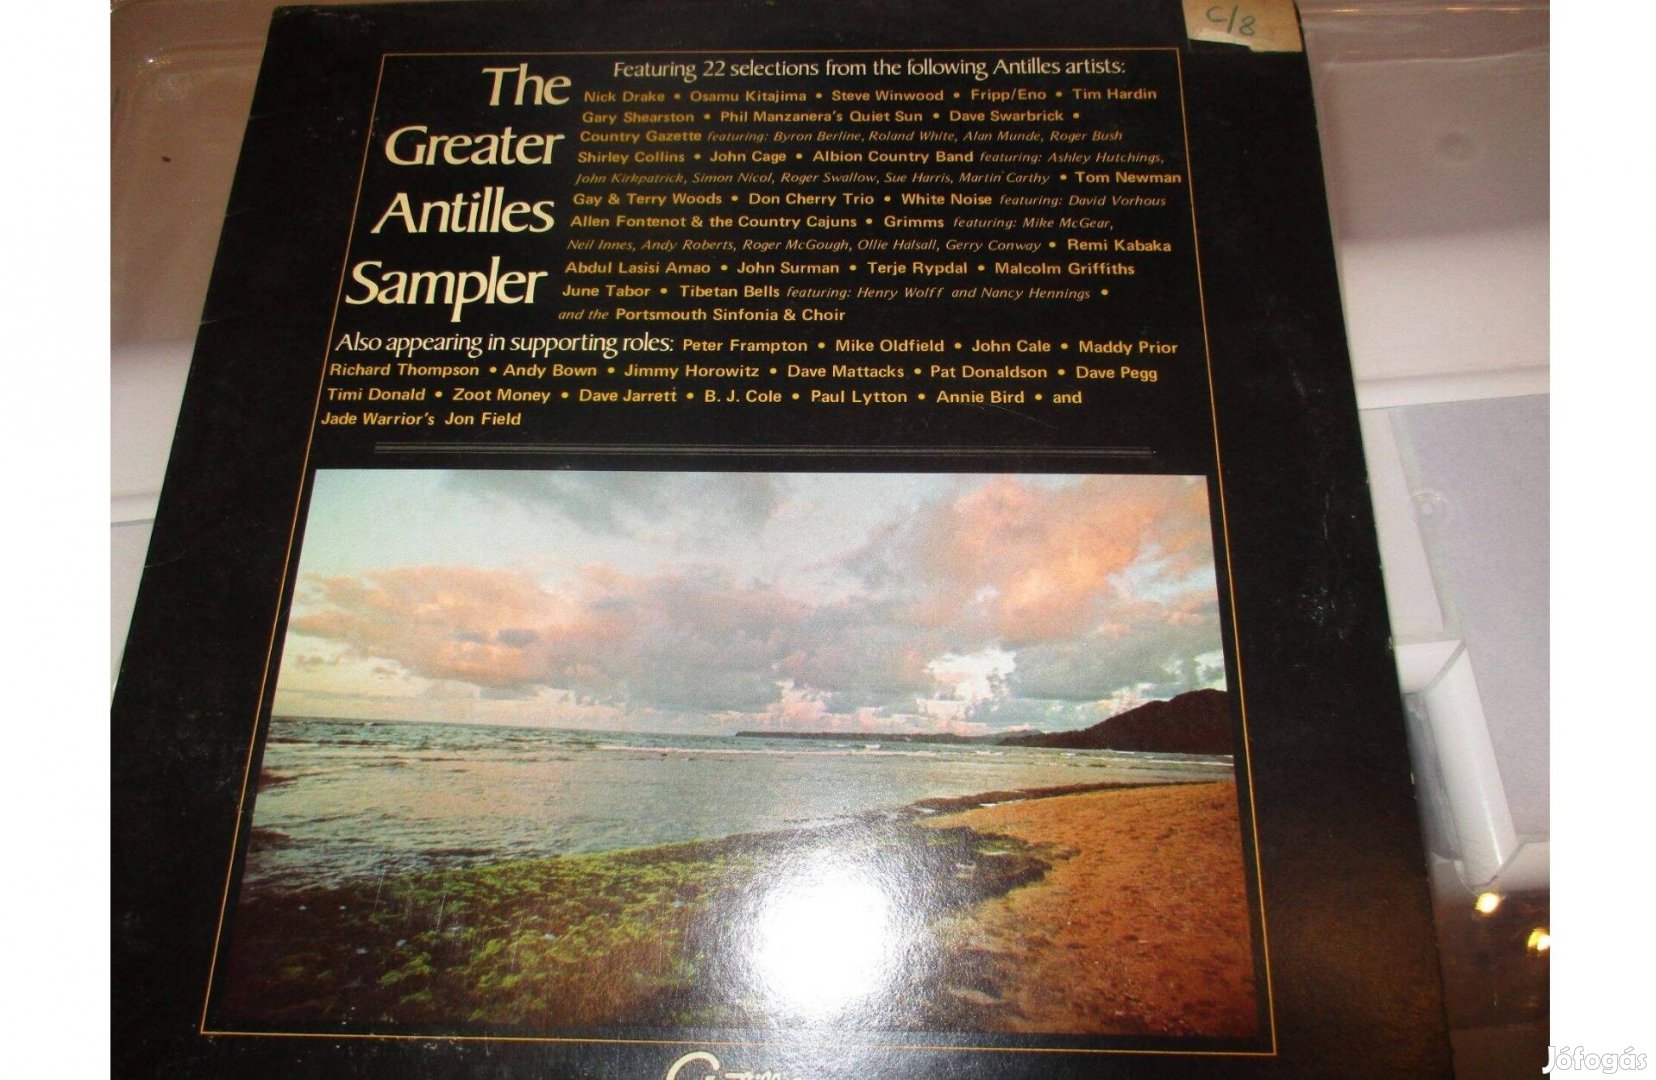 C/8
The
Greater
Antilles
Sampler
Featuring 22 selections from the following Antilles artists:
Nick Drake • Osamu Kitajima • Steve Winwood • Fripp/Eno • Tim Hardin
Gary Shearston • Phil Manzanera's Quiet Sun • Dave Swarbrick •
Country Gazette featuring: Byron Berline, Roland White, Alan Munde, Roger Bush
Shirley Collins • John Cage • Albion Country Band featuring: Ashley Hutchings,
John Kirkpatrick, Simon Nicol, Roger Swallow, Sue Harris, Martin Carthy • Tom Newman
Gay & Terry Woods • Don Cherry Trio • White Noise featuring: David Vorhous
Allen Fontenot & the Country Cajuns • Grimms featuring: Mike McGear,
Neil Innes, Andy Roberts, Roger McGough, Ollie Halsall, Gerry Conway • Remi Kabaka
Abdul Lasisi Amao • John Surman • Terje Rypdal • Malcolm Griffiths
June Tabor • Tibetan Bells featuring: Henry Wolff and Nancy Hennings •
and the Portsmouth Sinfonia & Choir
Also appearing in supporting roles: Peter Frampton • Mike Oldfield • John Cale • Maddy Prior
Richard Thompson • Andy Bown • Jimmy Horowitz • Dave Mattacks • Pat Donaldson • Dave Pegg
Timi Donald • Zoot Money • Dave Jarrett • B. J. Cole • Paul Lytton • Annie Bird • and
Jade Warrior's Jon Field
Jófogás